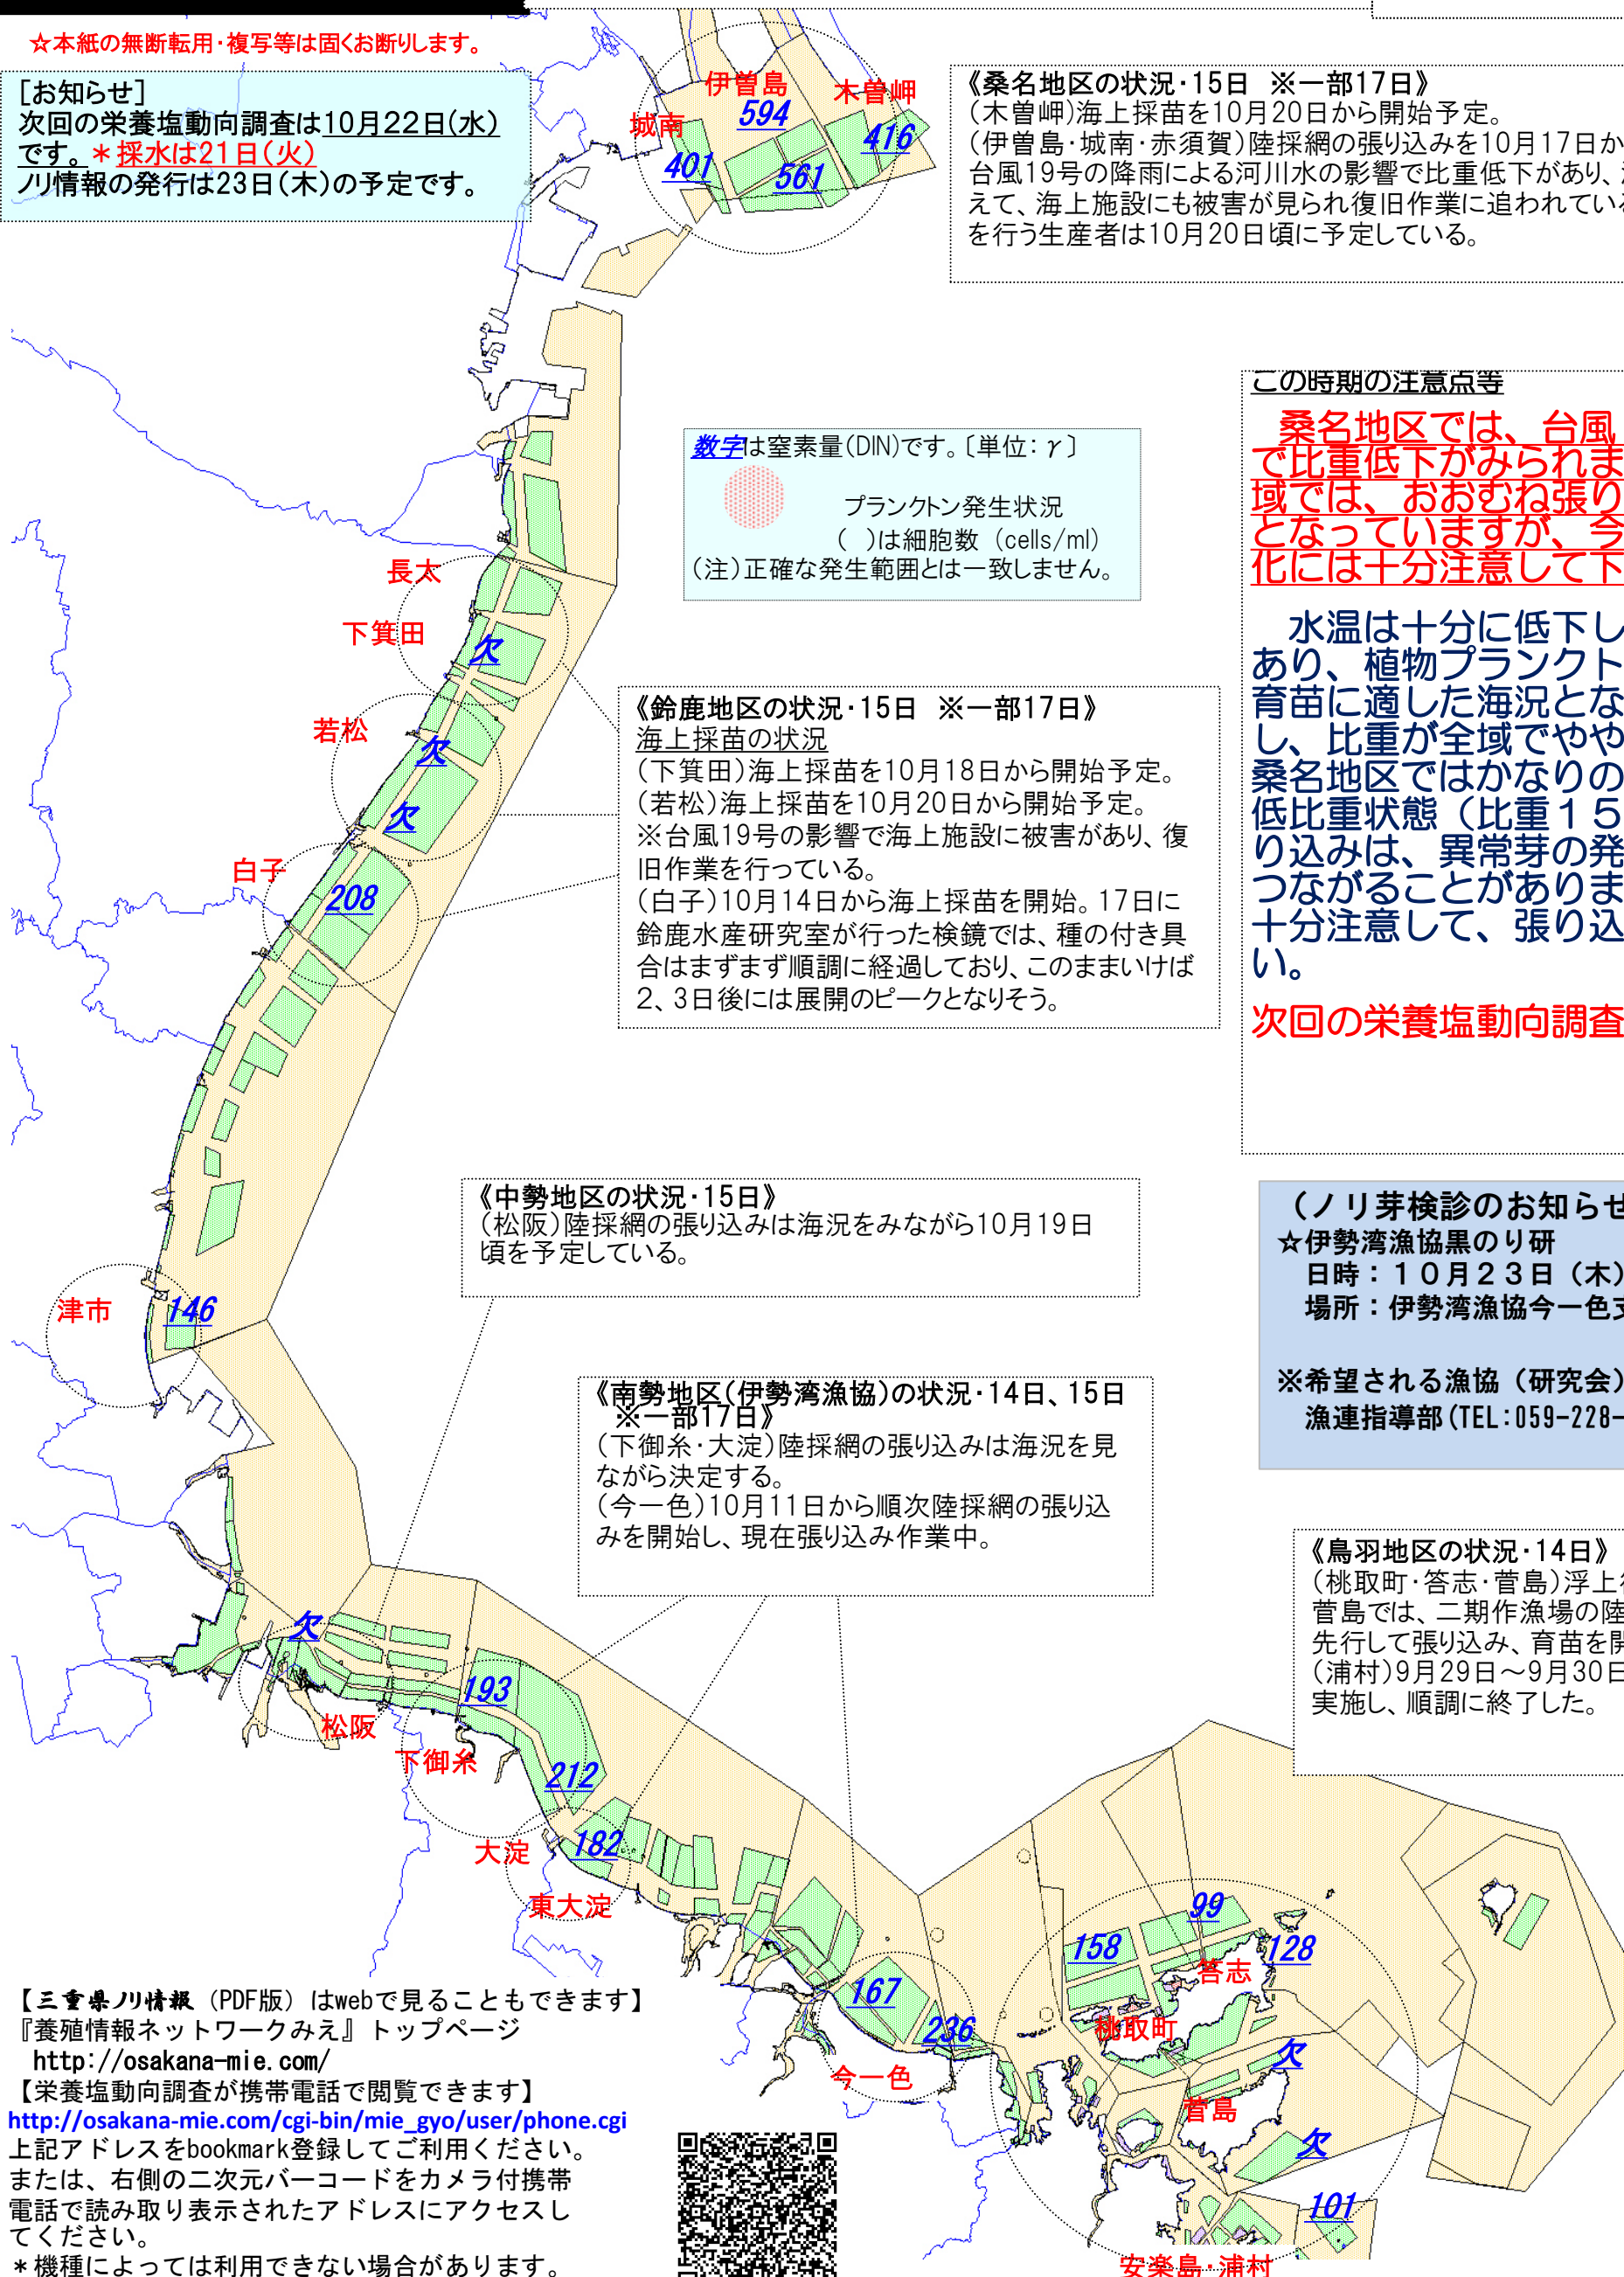 ☆本紙の無断転用・複写等は固くお断りします。
［お知らせ］
次回の栄養塩動向調査は10月22日(水)
です。＊採水は21日(火)
ノリ情報の発行は23日(木)の予定です。
伊曽島
594
木曽岬
416
城南
401
561
《桑名地区の状況・15日　※一部17日》
（木曽岬)海上採苗を10月20日から開始予定。
（伊曽島・城南・赤須賀)陸採網の張り込みを10月17日か
台風19号の降雨による河川水の影響で比重低下があり、
えて、海上施設にも被害が見られ復旧作業に追われている
を行う生産者は10月20日頃に予定している。
数字は窒素量(DIN)です。〔単位：γ〕
プランクトン発生状況
(　)は細胞数（cells/ml）
（注）正確な発生範囲とは一致しません。
この時期の注意点等
桑名地区では、台風
で比重低下がみられま
域では、おおむね張り
となっていますが、今
化には十分注意して下
水温は十分に低下し
あり、植物プランクト
育苗に適した海況とな
し、比重が全域でやや
桑名地区ではかなりの
低比重状態（比重１５
り込みは、異常芽の発
つながることがありま
十分注意して、張り込
い。
次回の栄養塩動向調査
長太
下箕田
欠
若松
欠
欠
白子
208
《鈴鹿地区の状況・15日　※一部17日》
海上採苗の状況
（下箕田)海上採苗を10月18日から開始予定。
（若松)海上採苗を10月20日から開始予定。
※台風19号の影響で海上施設に被害があり、復
旧作業を行っている。
（白子)10月14日から海上採苗を開始。17日に
鈴鹿水産研究室が行った検鏡では、種の付き具
合はまずまず順調に経過しており、このままいけば
2、3日後には展開のピークとなりそう。
《中勢地区の状況・15日》
（松阪)陸採網の張り込みは海況をみながら10月19日
頃を予定している。
（ノリ芽検診のお知らせ
☆伊勢湾漁協黒のり研
日時：１０月２３日（木）
場所：伊勢湾漁協今一色支
※希望される漁協（研究会）
漁連指導部(TEL:059-228-
津市
146
《南勢地区(伊勢湾漁協)の状況・14日、15日
※一部17日》
（下御糸・大淀)陸採網の張り込みは海況を見
ながら決定する。
（今一色)10月11日から順次陸採網の張り込
みを開始し、現在張り込み作業中。
《鳥羽地区の状況・14日》
（桃取町・答志・菅島)浮上
菅島では、二期作漁場の陸
先行して張り込み、育苗を開
（浦村)9月29日～9月30日
実施し、順調に終了した。
欠
松阪
193
下御糸
212
大淀
182
東大淀
167
236
今一色
99
158
128
答志
桃取町
欠
菅島
欠
101
安楽島・浦村
【三重県ノリ情報（PDF版）はwebで見ることもできます】
『養殖情報ネットワークみえ』トップページ
http://osakana-mie.com/
【栄養塩動向調査が携帯電話で閲覧できます】
http://osakana-mie.com/cgi-bin/mie_gyo/user/phone.cgi
上記アドレスをbookmark登録してご利用ください。
または、右側の二次元バーコードをカメラ付携帯
電話で読み取り表示されたアドレスにアクセスし
てください。
＊機種によっては利用できない場合があります。